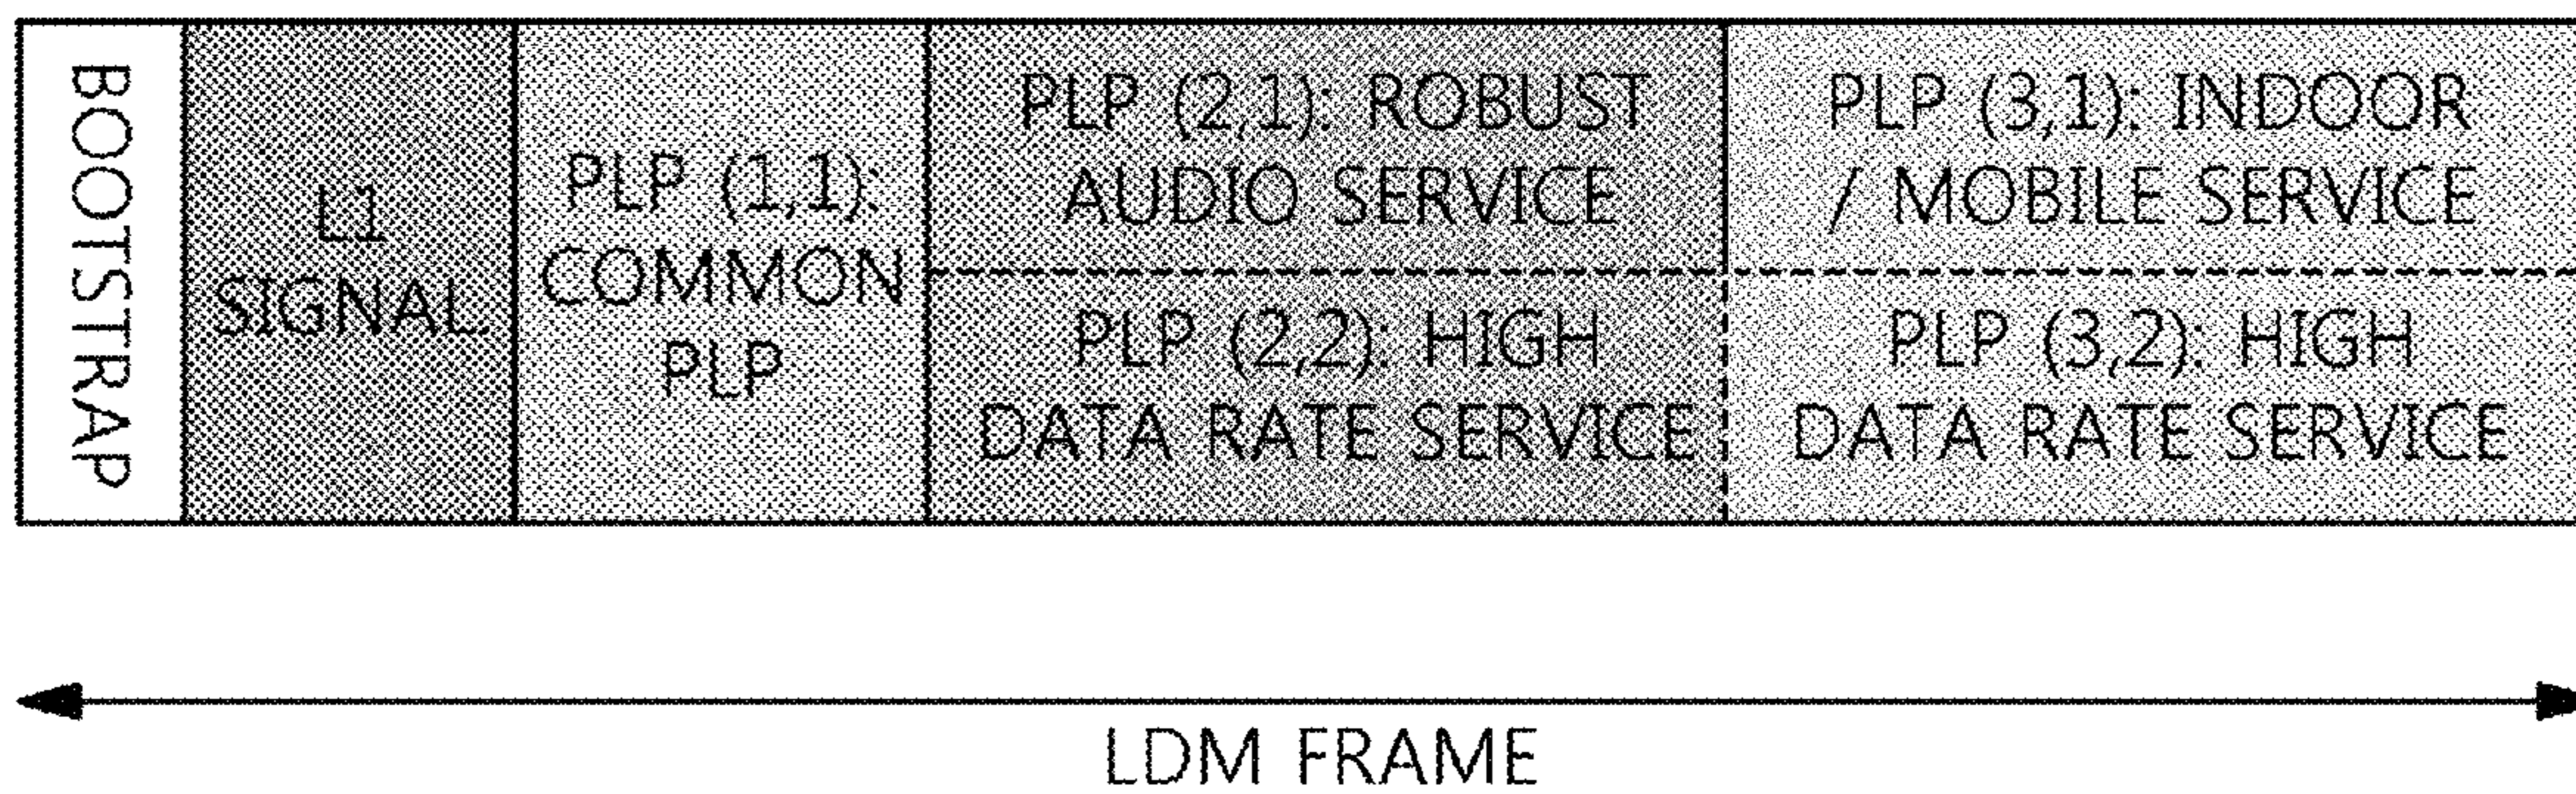 BOOTSTRAP
L1
SIGNAL
PLP (1,1):
COMMON
PLP
PLP (2,1): ROBUST
AUDIO SERVICE
PLP (2,2): HIGH
DATA RATE SERVICE
PLP (3,1): INDOOR
/ MOBILE SERVICE
PLP (3,2): HIGH
DATA RATE SERVICE
LDM FRAME